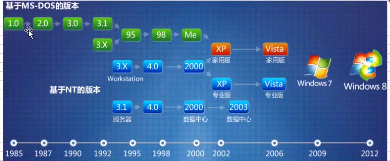 基于MS-DOS的版本
1.0 2.0 3.0 3.1
3.X 95 98 Me
XP Vista
家用版 家用版
3.X 4.0 2000
Workstation
XP Vista
专业版 专业版
Windows 7
Windows 8
基于NT的版本
3.1 4.0 2000 2003
服务器 数据中心 数据中心
1985 1987 1990 1992 1995 1998 2000 2002 2006 2009 2012